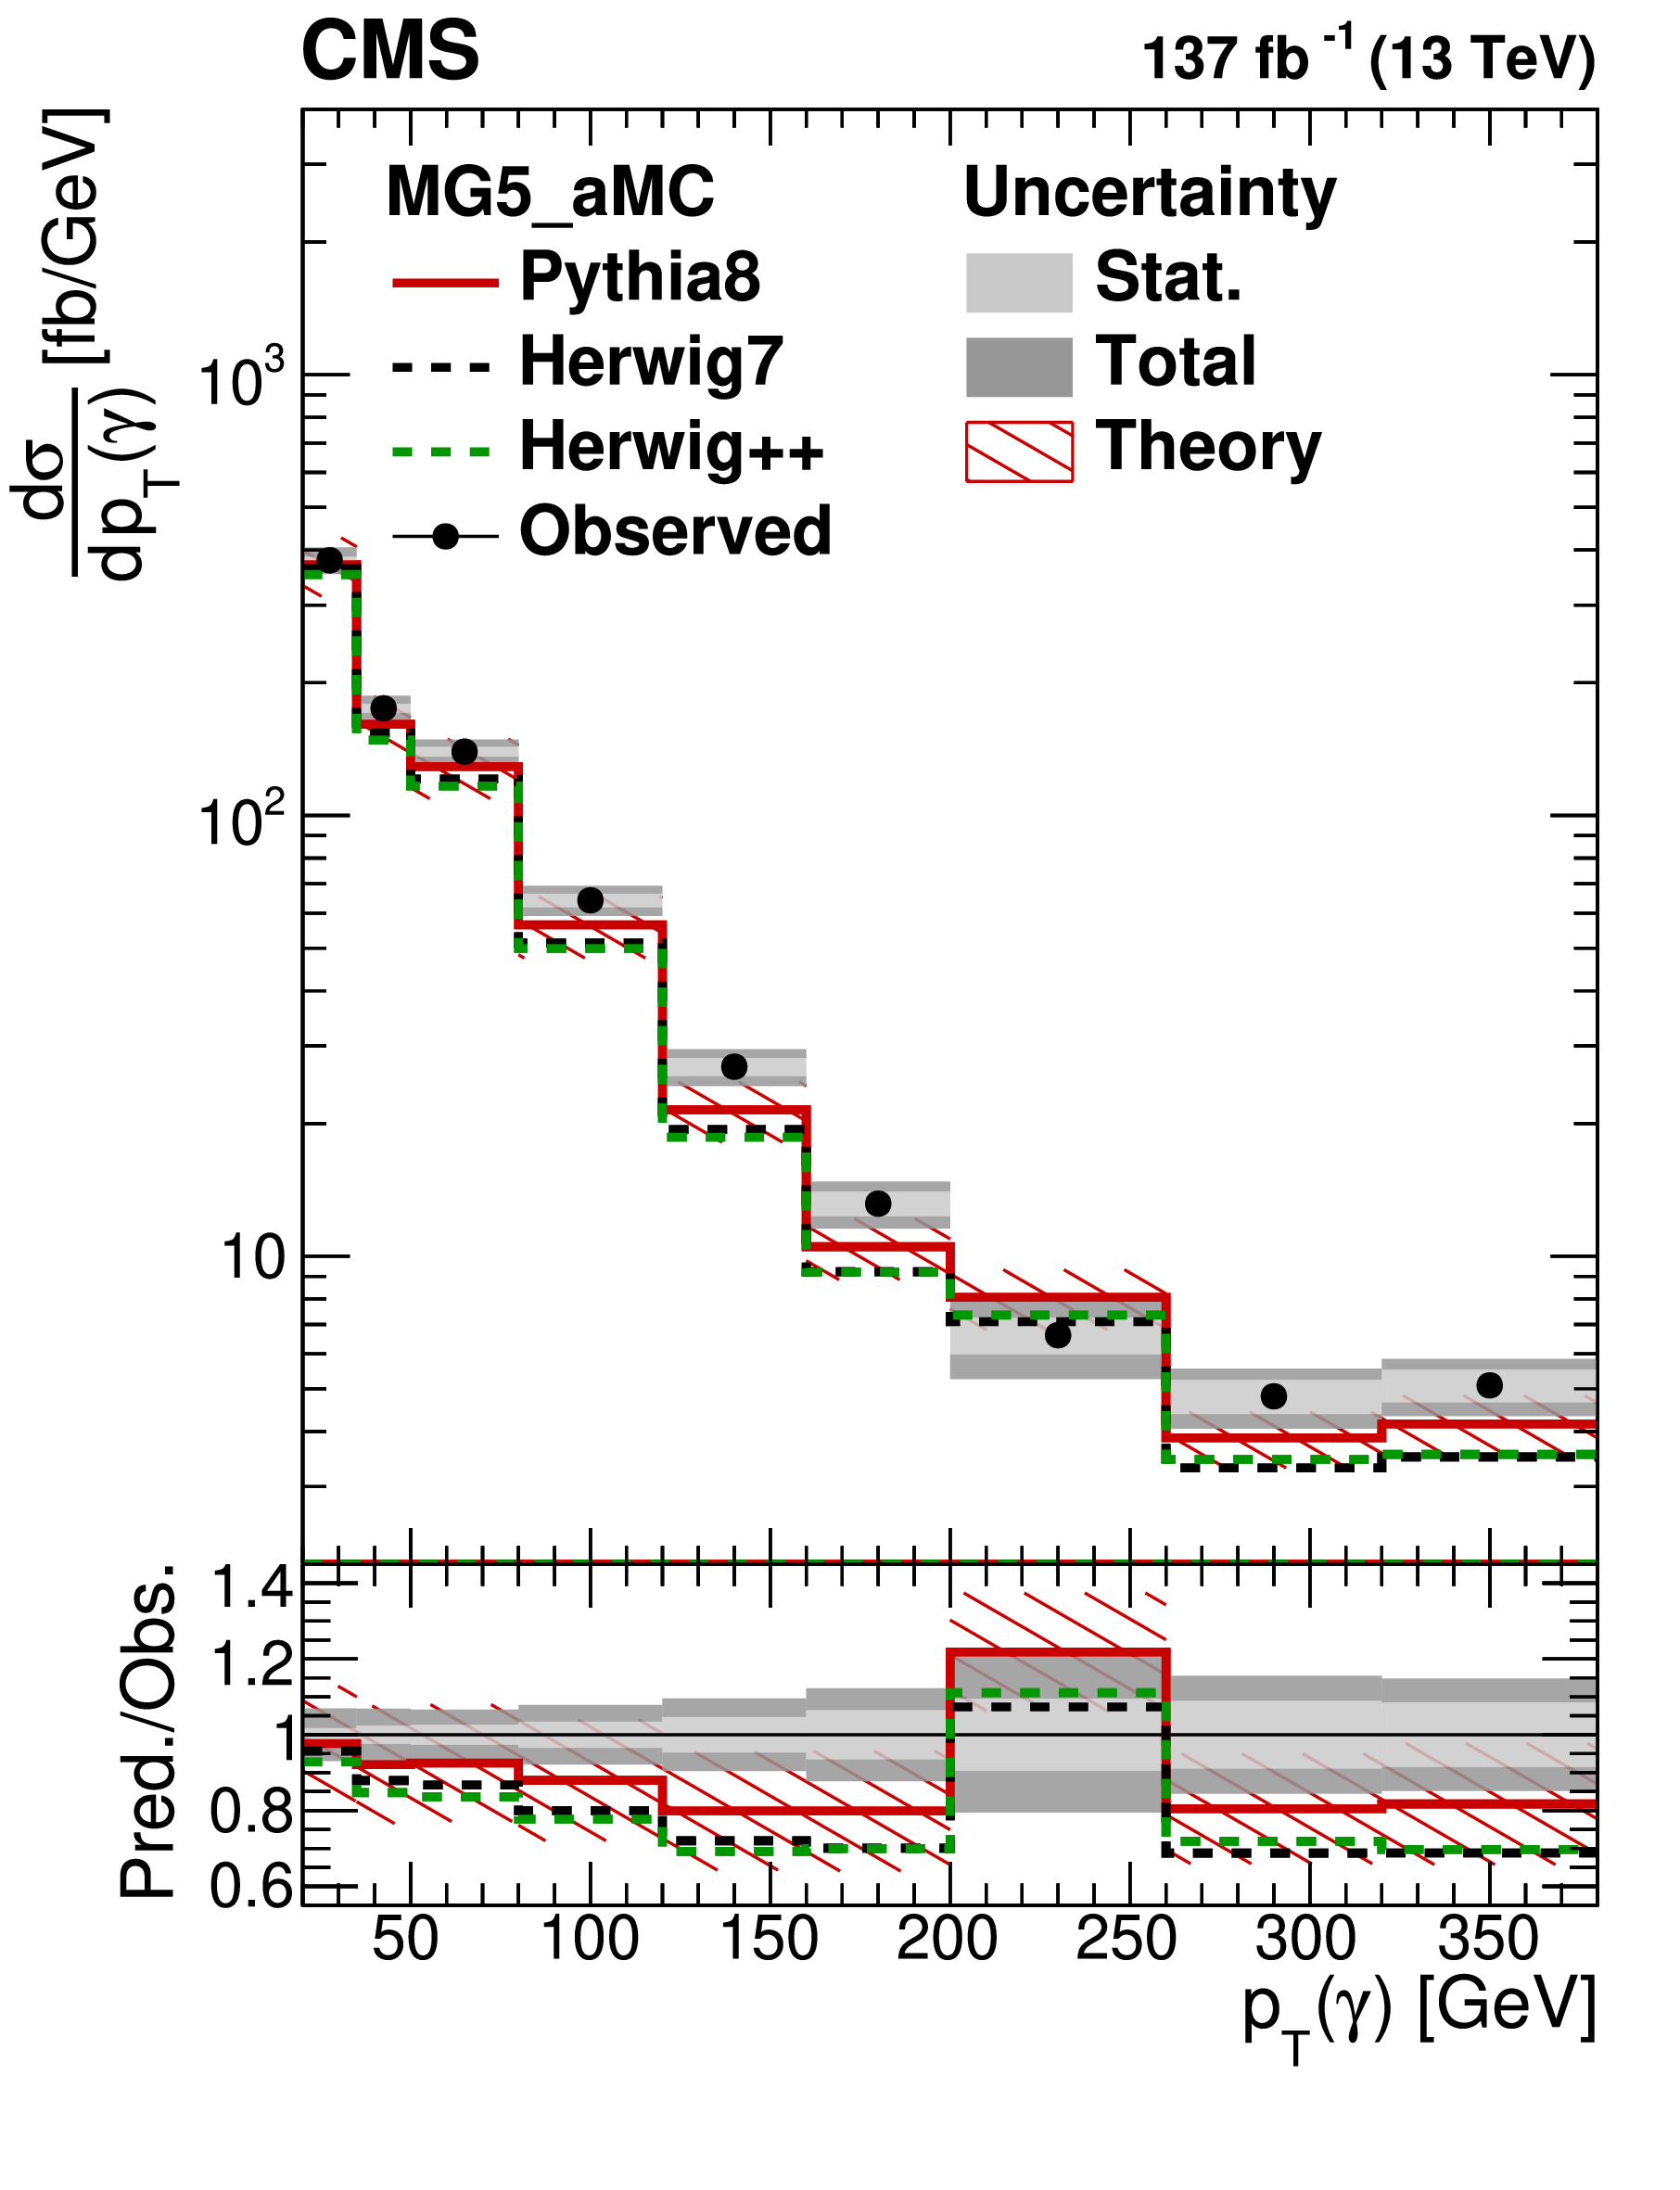 CMS
137 fb⁻¹ (13 TeV)
dσ
dp_T(γ)
[fb/GeV]
MG5_aMC
Pythia8
Herwig7
Herwig++
Observed
Uncertainty
Stat.
Total
Theory
10³
10²
10
Pred./Obs.
1.4
1.2
1
0.8
0.6
50 100 150 200 250 300 350
p_T(γ) [GeV]